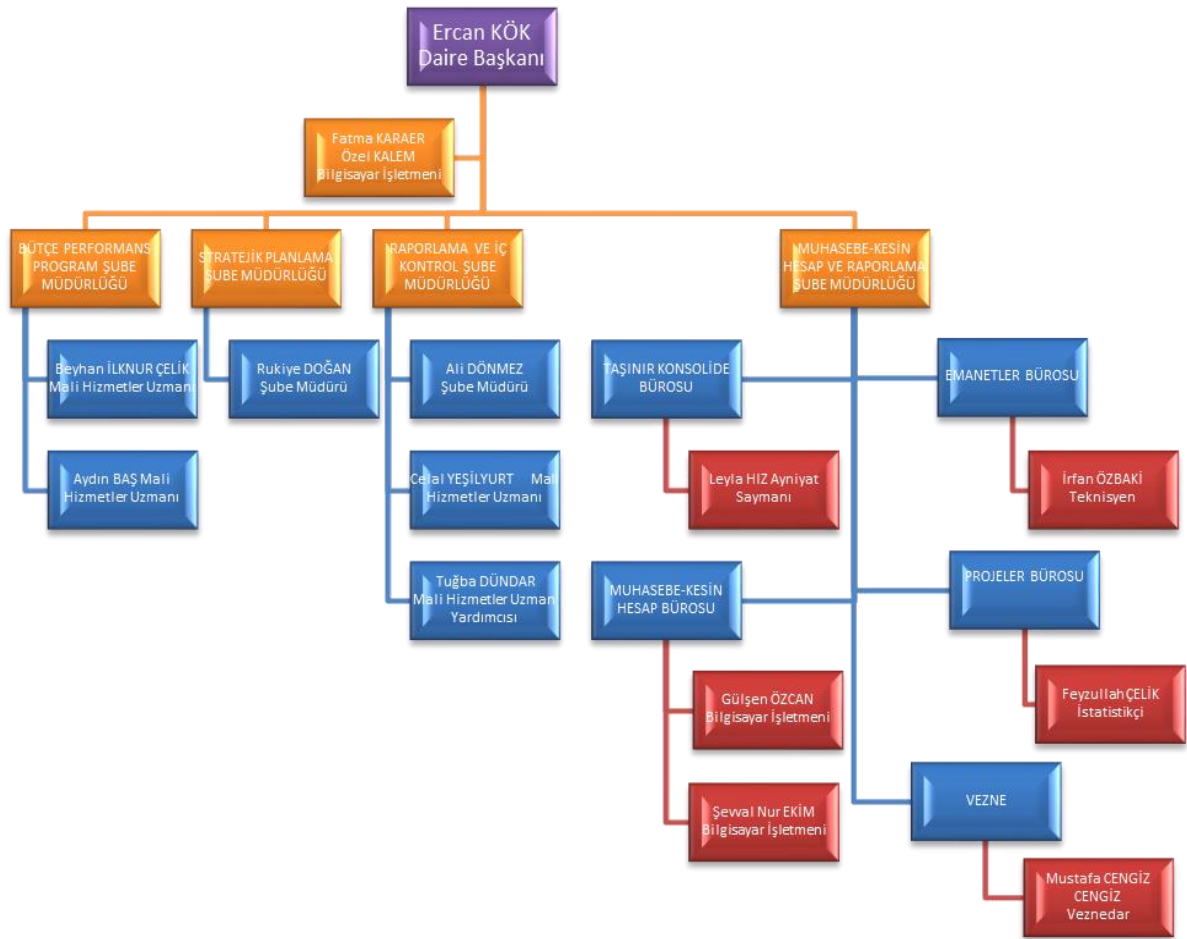 Ercan KÖK
Daire Başkanı
Fatma KARAER
Özel KALEM
Bilgisayar İşletmeni
BÜTÇE PERFORMANS
PROGRAM ŞUBE
MÜDÜRLÜĞÜ
STRATEJİK PLANLAMA
ŞUBE MÜDÜRLÜĞÜ
RAPORLAMA VE İÇ
KONTROL ŞUBE
MÜDÜRLÜĞÜ
MUHASEBE-KESİN
HESAP VE RAPORLAMA
ŞUBE MÜDÜRLÜĞÜ
Beyhan İLKNUR ÇELİK
Mali Hizmetler Uzmanı
Rukiye DOĞAN
Şube Müdürü
Ali DÖNMEZ
Şube Müdürü
TAŞINIR KONSOLİDE
BÜROSU
EMANETLER BÜROSU
Aydın BAŞ Mali
Hizmetler Uzmanı
Celal YEŞİLYURT Mali
Hizmetler Uzmanı
Leyla HIZ Ayniyat
Saymanı
İrfan ÖZBAKİ
Teknisyen
Tuğba DÜNDAR
Mali Hizmetler Uzman
Yardımcısı
MUHASEBE-KESİN
HESAP BÜROSU
PROJELER BÜROSU
Gülşen ÖZCAN
Bilgisayar İşletmeni
Feyzullah ÇELİK
İstatistikçi
Şevval Nur EKİM
Bilgisayar İşletmeni
VEZNE
Mustafa CENGİZ
CENGİZ
Veznedar